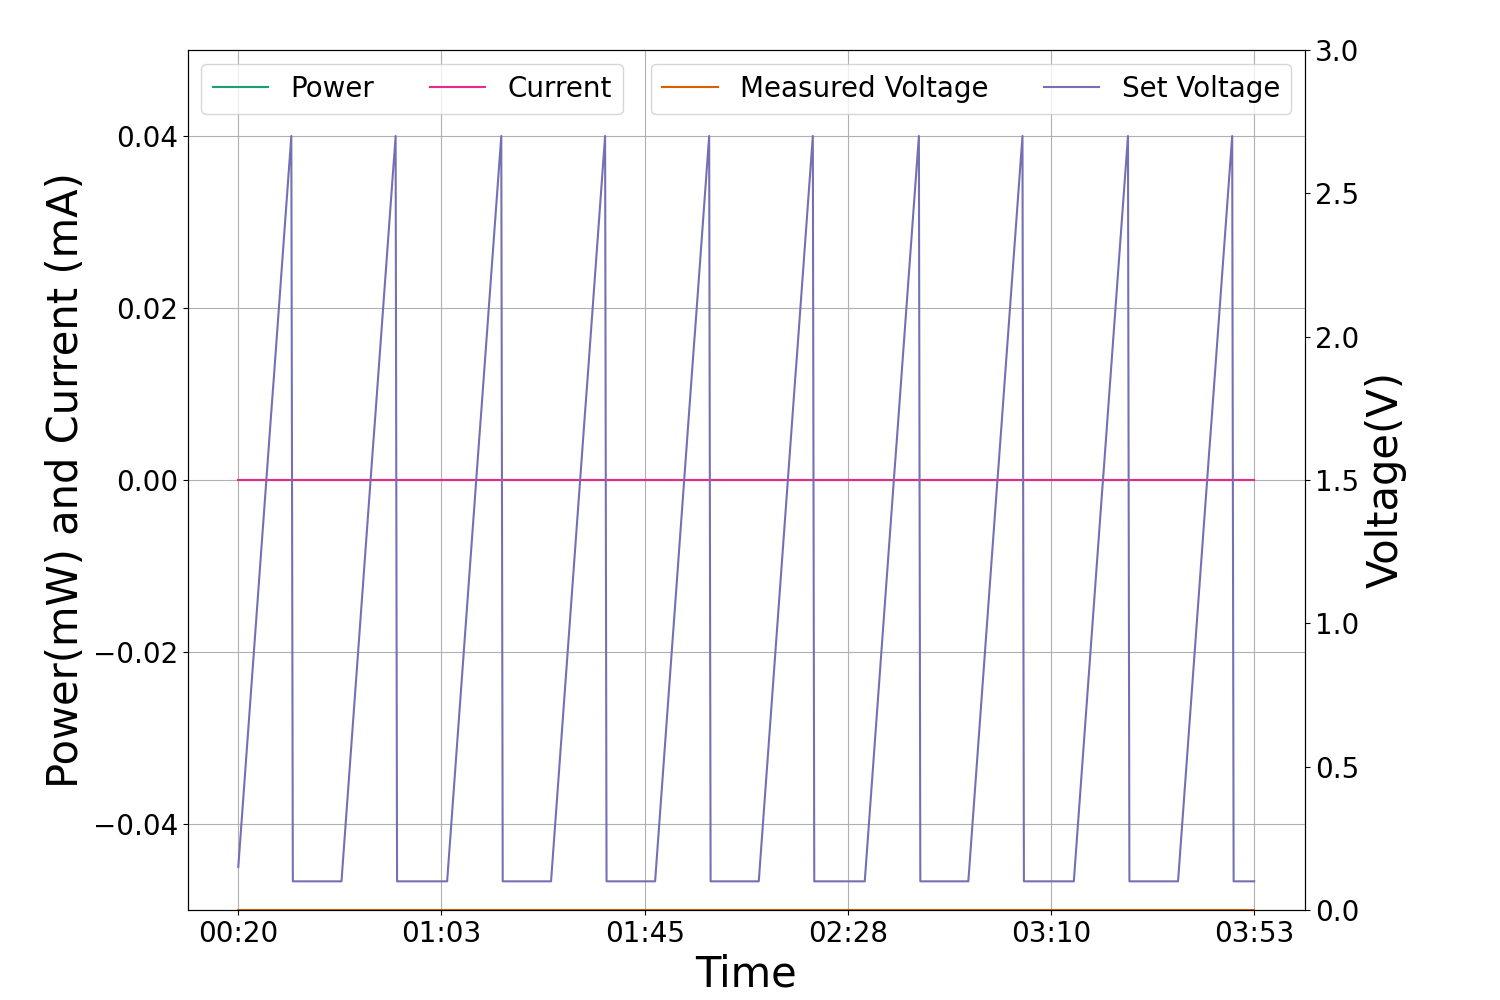 Power Current Measured Voltage Set Voltage
3.0
0.04
2.5
0.02
2.0
0.00
1.5
−0.02
1.0
0.5
−0.04
0.0
Power(mW) and Current (mA)
Voltage(V)
00:20 01:03 01:45 02:28 03:10 03:53
Time